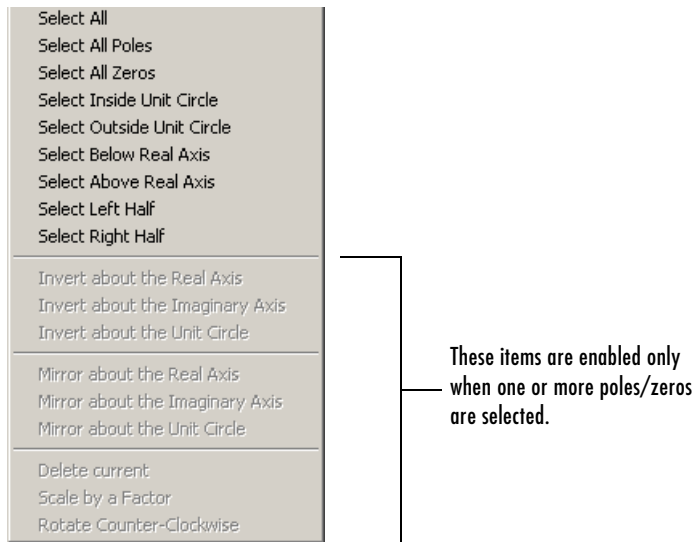 Select All
Select All Poles
Select All Zeros
Select Inside Unit Circle
Select Outside Unit Circle
Select Below Real Axis
Select Above Real Axis
Select Left Half
Select Right Half
Invert about the Real Axis
Invert about the Imaginary Axis
Invert about the Unit Circle
Mirror about the Real Axis
Mirror about the Imaginary Axis
Mirror about the Unit Circle
Delete current
Scale by a Factor
Rotate Counter-Clockwise
These items are enabled only
when one or more poles/zeros
are selected.